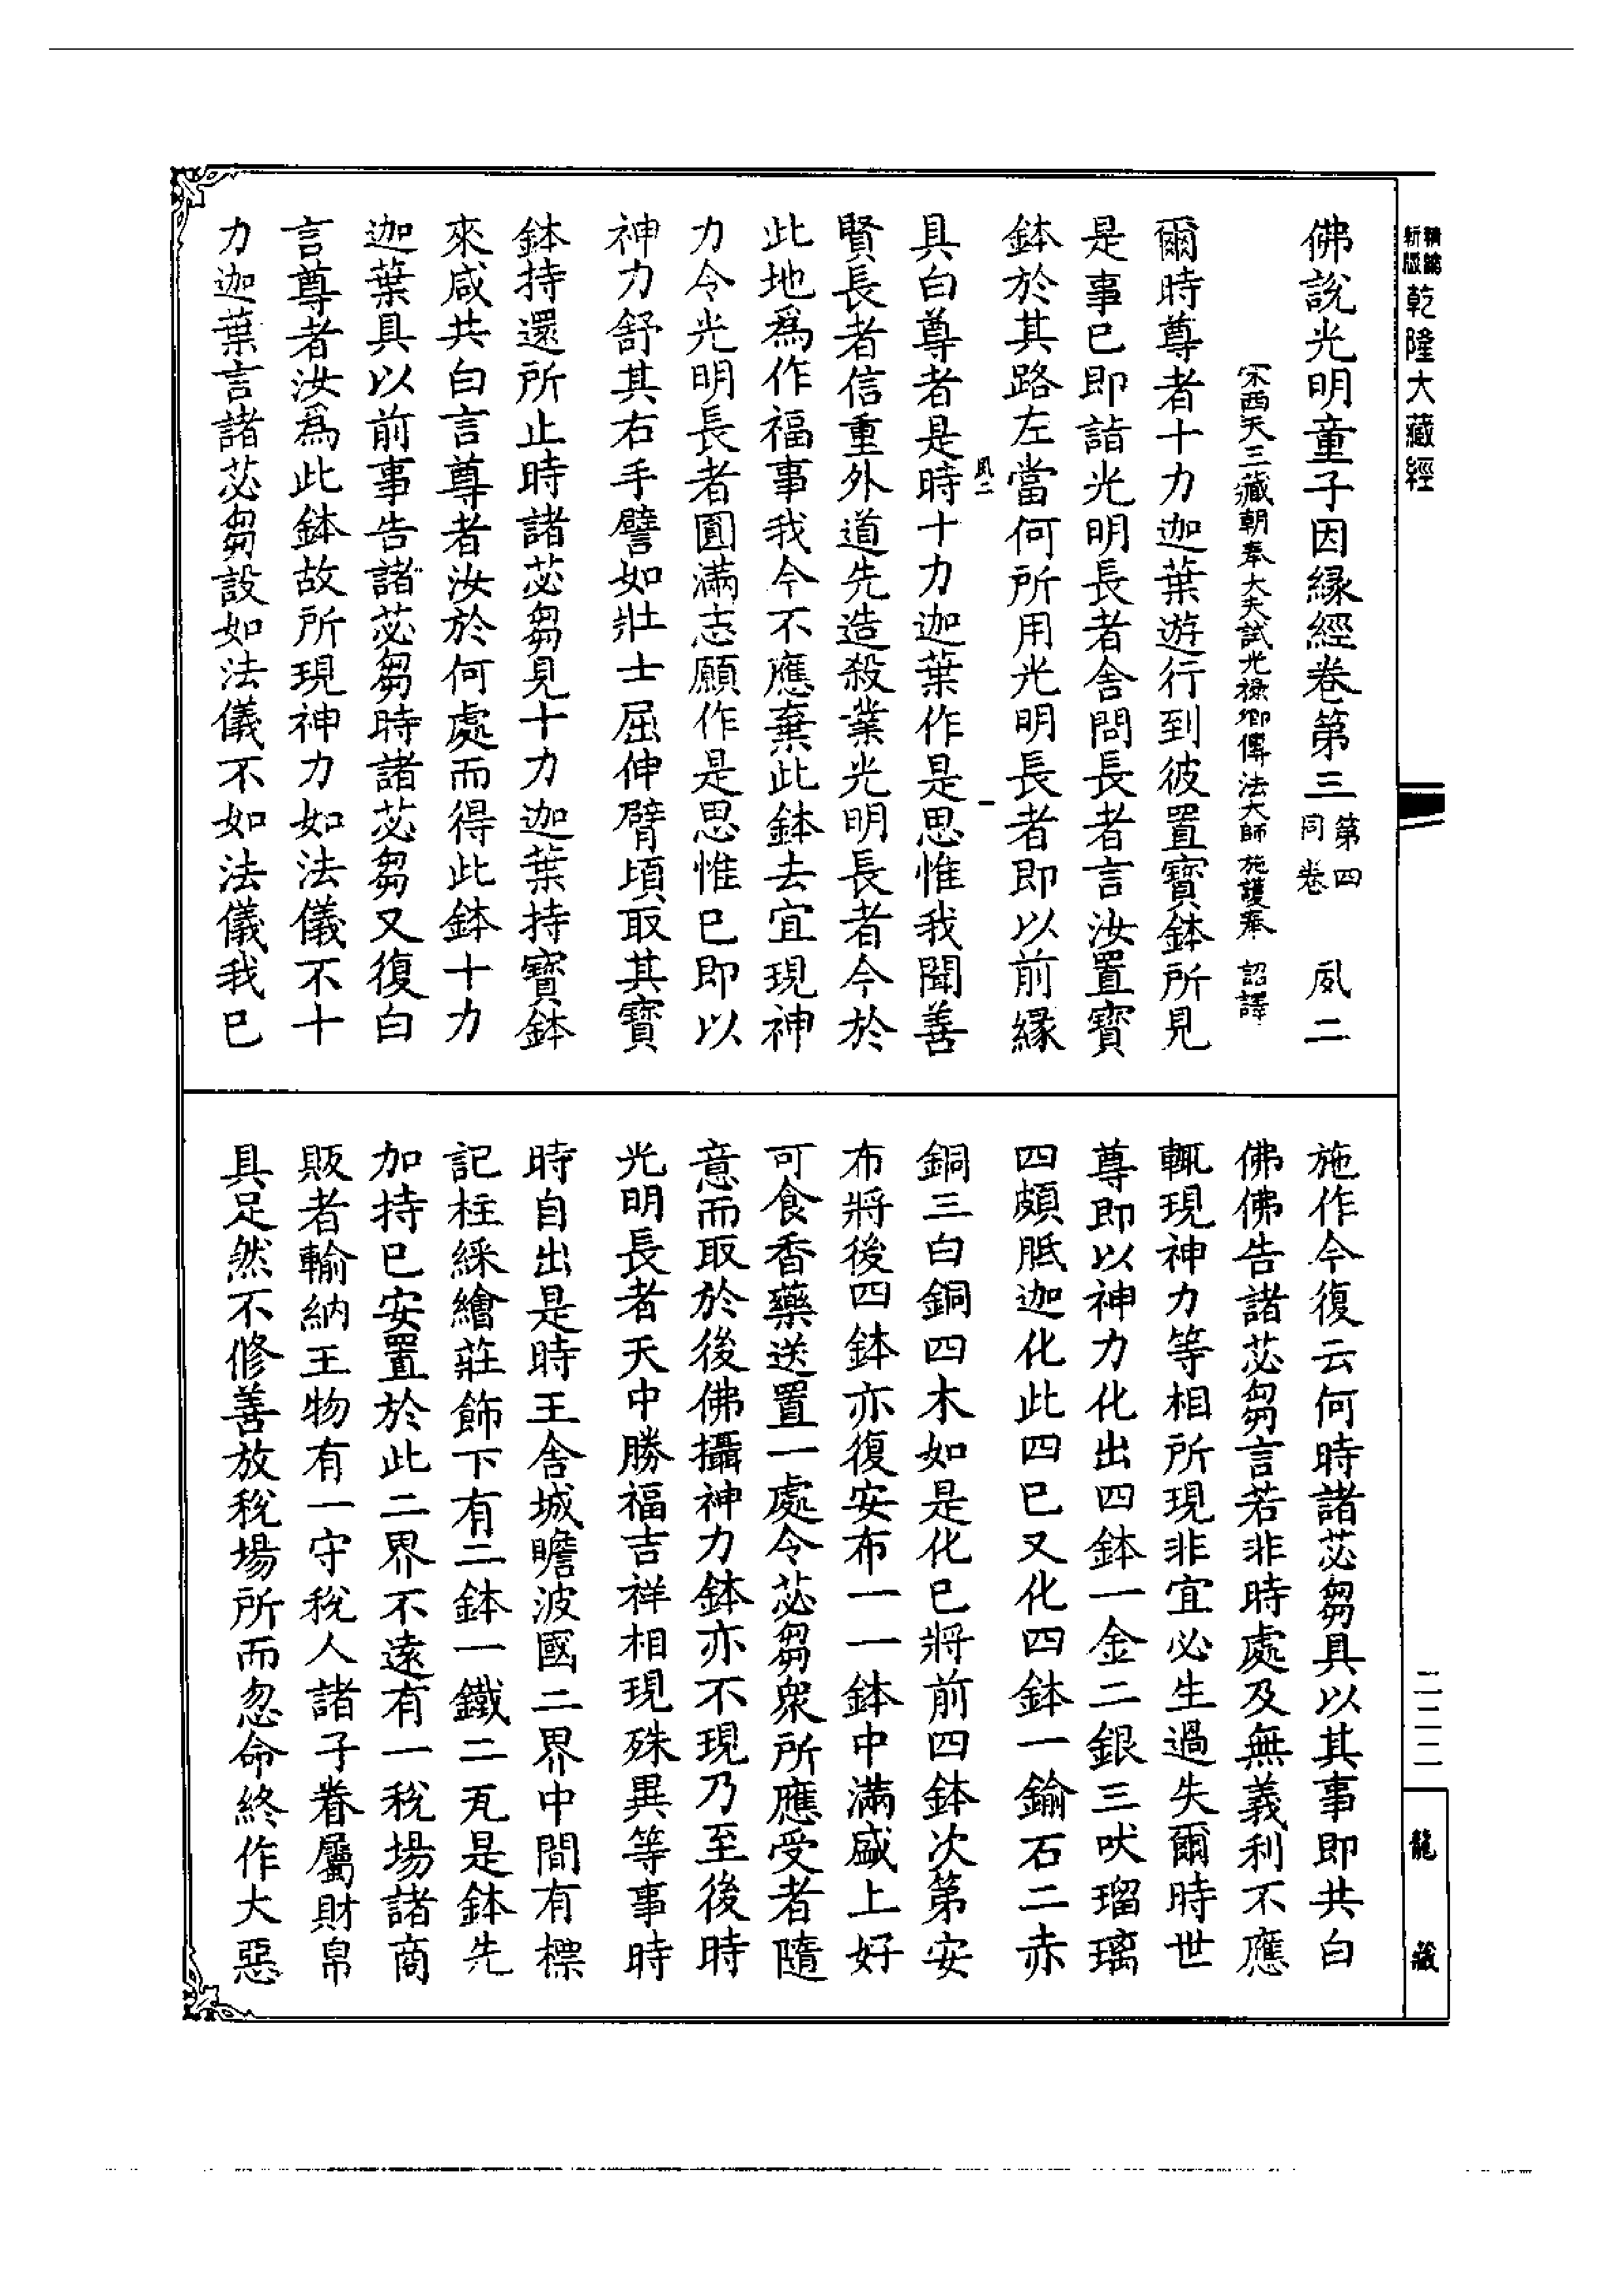 精編新版乾隆大藏經
佛說光明童子因緣經卷第三 第四同卷 夙二
宋西天三藏朝奉大夫試光祿卿傳法大師施護奉 詔譯
爾時尊者十力迦葉遊行到彼置寶鉢所見
是事已即詣光明長者舍問長者言汝置寶
鉢於其路左當何所用光明長者即以前緣
夙二 一
具白尊者是時十力迦葉作是思惟我聞善
賢長者信重外道先造殺業光明長者今於
此地爲作福事我今不應棄此鉢去宜現神
力令光明長者圓滿志願作是思惟已即以
神力舒其右手譬如壯士屈伸臂頃取其寶
鉢持還所止時諸苾芻見十力迦葉持寶鉢
來咸共白言尊者汝於何處而得此鉢十力
迦葉具以前事告諸苾芻時諸苾芻又復白
言尊者汝爲此鉢故所現神力如法儀不十
力迦葉言諸苾芻設如法儀不如法儀我已
施作今復云何時諸苾芻具以其事即共白
佛佛告諸苾芻言若非時處及無義利不應
輒現神力等相所現非宜必生過失爾時世
尊即以神力化出四鉢一金二銀三吠瑠璃
四頗胝迦化此四已又化四鉢一鍮石二赤
銅三白銅四木如是化已將前四鉢次第安
布將後四鉢亦復安布一一鉢中滿盛上好
可食香藥送置一處令苾芻衆所應受者隨
意而取於後佛攝神力鉢亦不現乃至後時
光明長者天中勝福吉祥相現殊異等事時
時自出是時王舍城瞻波國二界中間有標
記柱綵繪莊飾下有二鉢一鐵二瓦是鉢先
加持已安置於此二界不遠有一稅場諸商
販者輸納王物有一守稅人諸子眷屬財帛
具足然不修善放稅場所而忽命終作大惡
二二二
龍藏